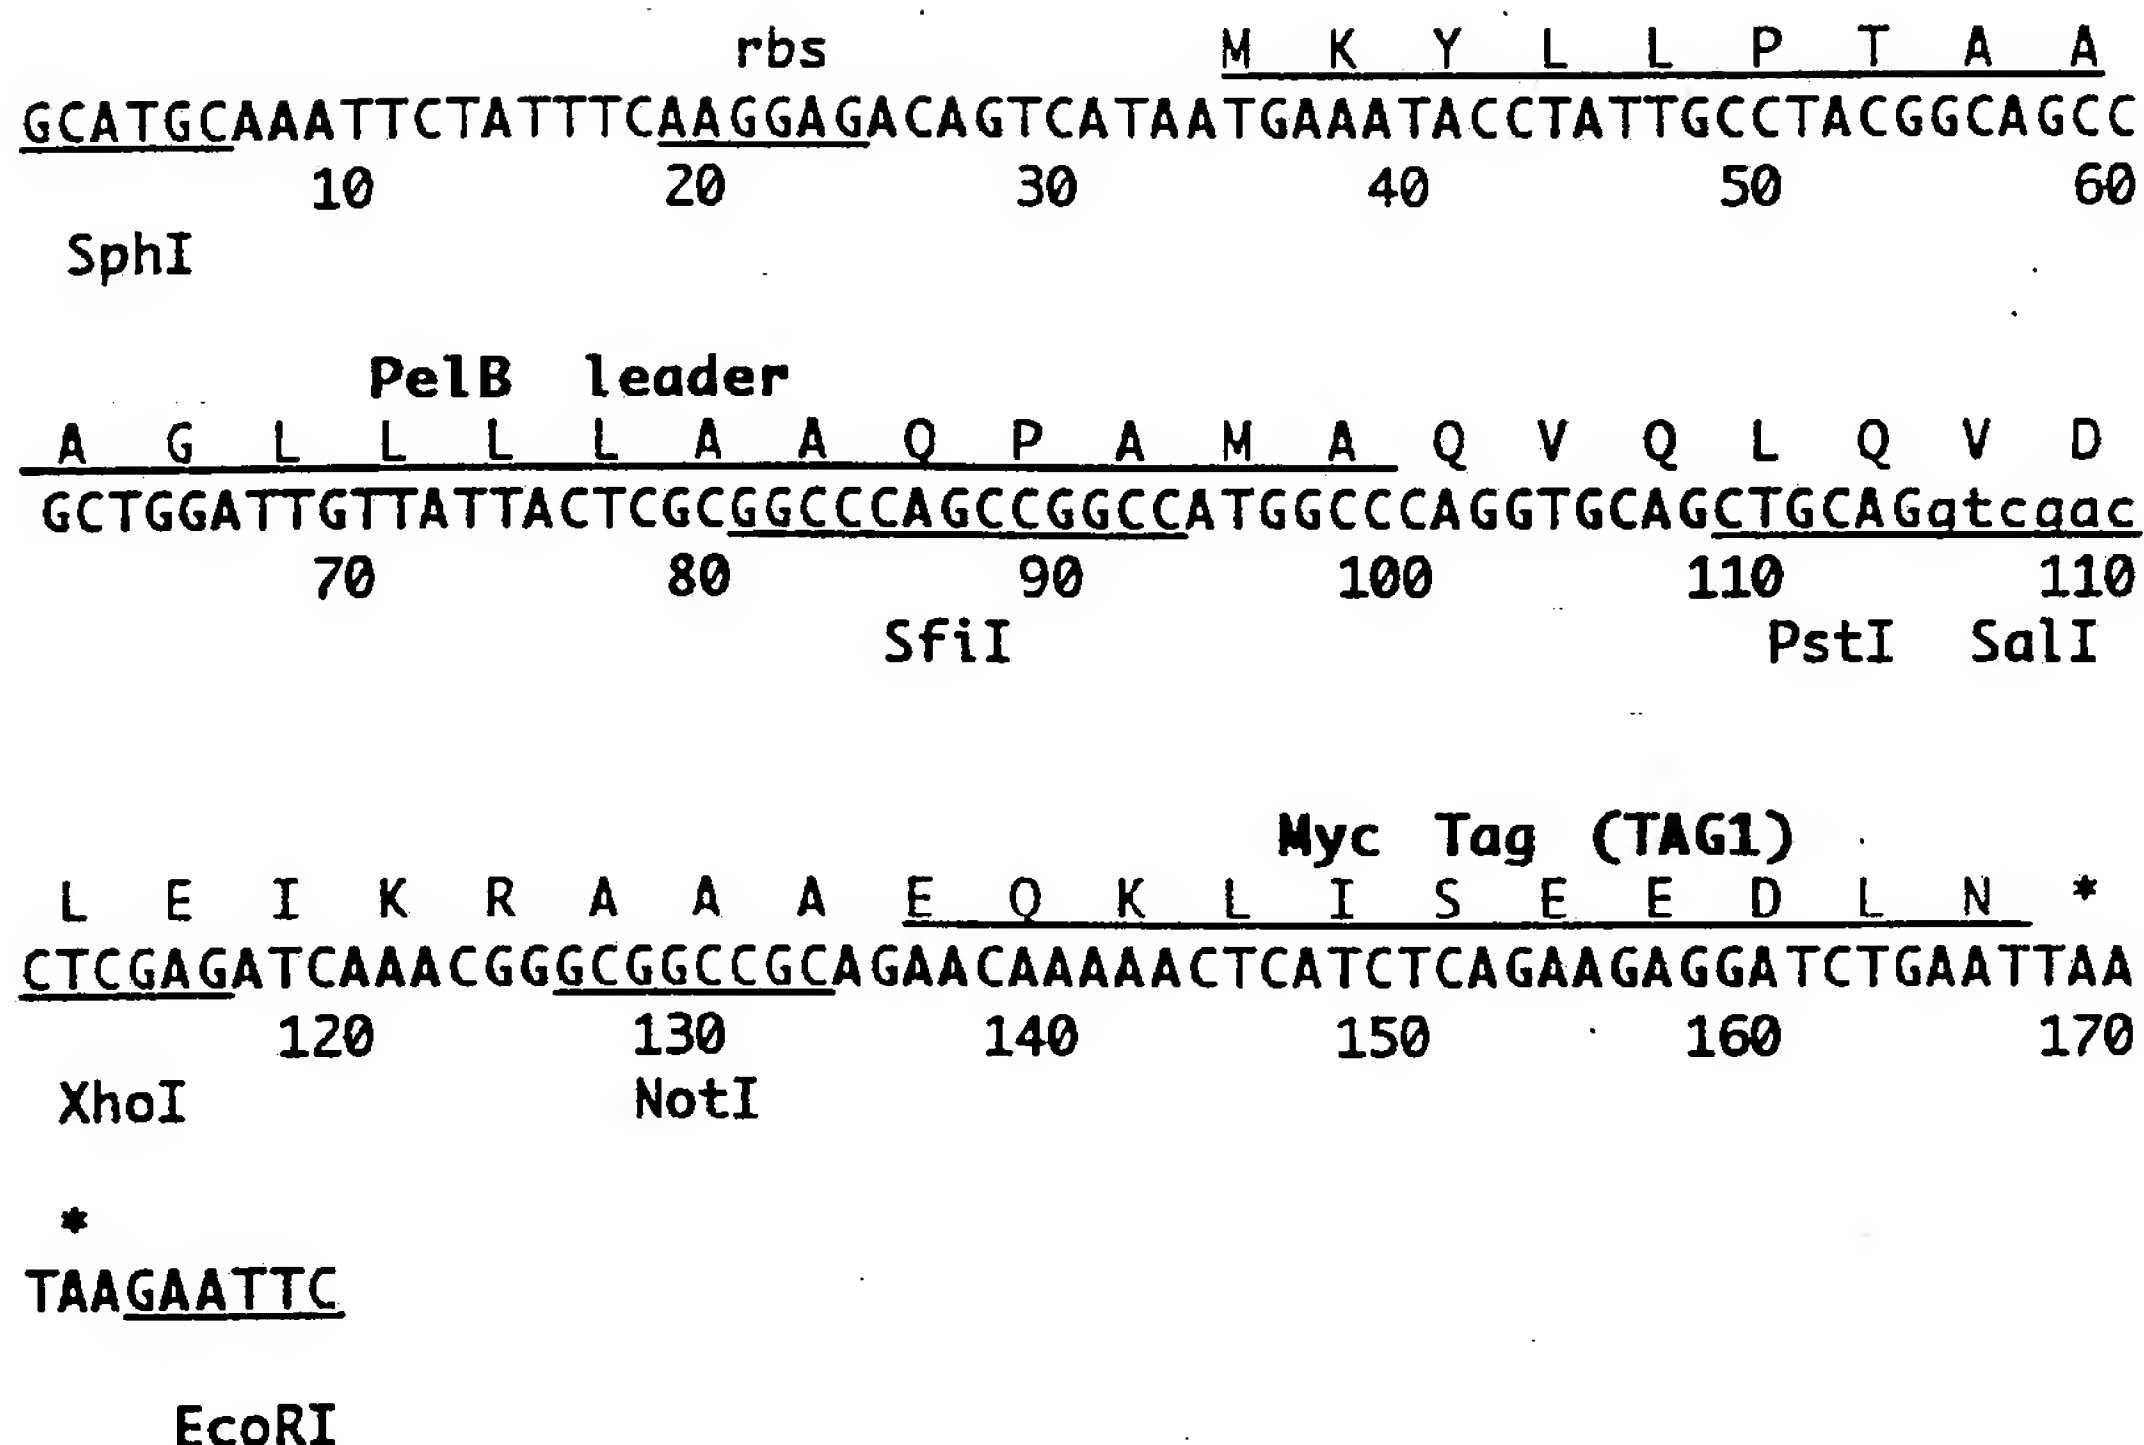 rbs M K Y L L P T A A
GCATGCAAATTCTATTTCAAGGAGACAGTCATAATGAAATACCTATTGCCTACGGCAGCC
10 20 30 40 50 60
SphI
PelB leader
A G L L L L A A Q P A M A Q V Q L Q V D
GCTGGATTGTTATTACTCGCGGCCCAGCCGGCCATGGCCCAGGTGCAGCTGCAGgtcgac
70 80 90 100 110 110
SfiI PstI SalI
Myc Tag (TAG1)
L E I K R A A A E Q K L I S E E D L N *
CTCGAGATCAAACGGGCGGCCGCAGAACAAAAACTCATCTCAGAAGAGGATCTGAATTAA
120 130 140 150 160 170
XhoI NotI
*
TAAGAATTC
EcoRI